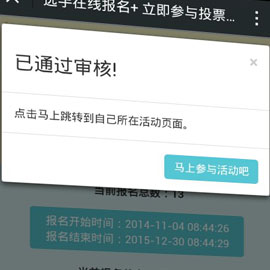 选手在线报名+ 立即参与投票...
已通过审核!
×
点击马上跳转到自己所在活动页面。
马上参与活动吧
当前报名总数：13
报名开始时间：2014-11-04 08:44:26
报名结束时间：2015-12-30 08:44:29